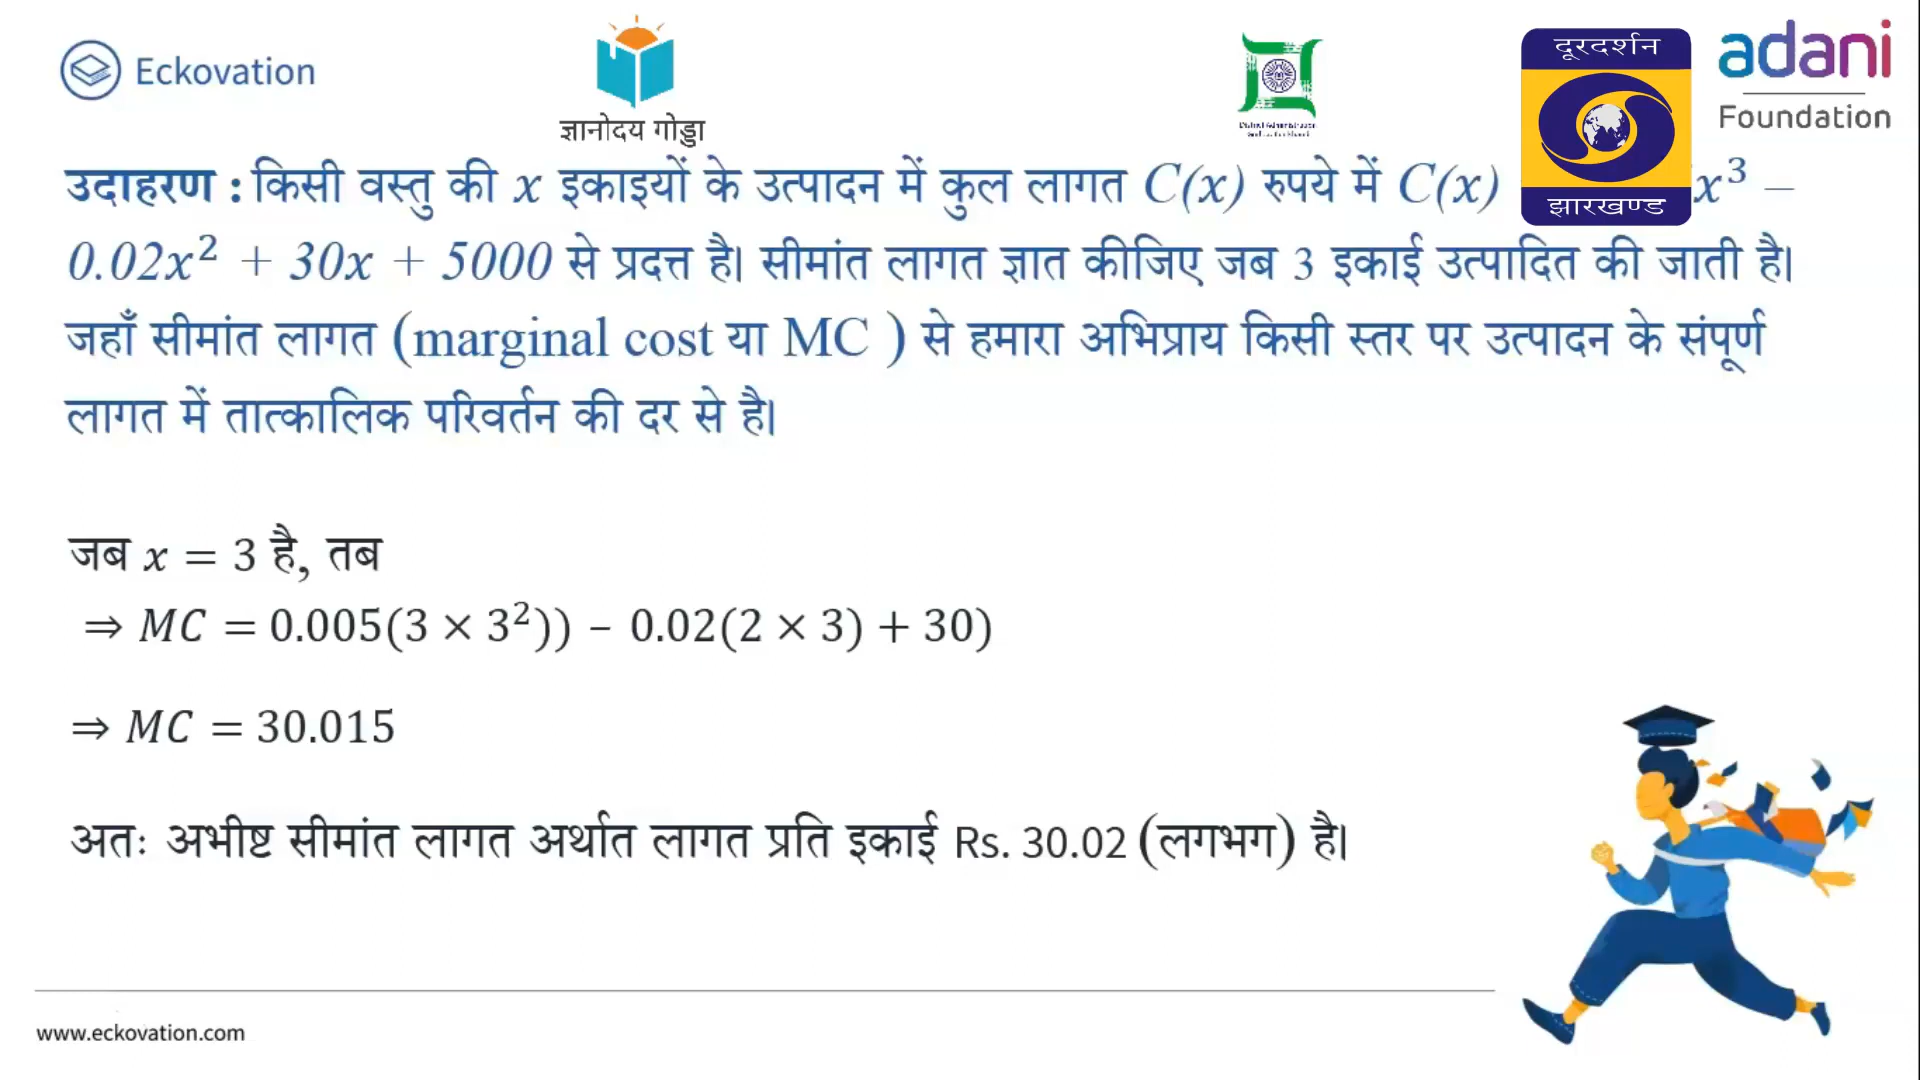 Eckovation
ज्ञानोदय गोड्डा
दूरदर्शन
झारखण्ड
adani
Foundation
उदाहरण : किसी वस्तु की x इकाइयों के उत्पादन में कुल लागत C(x) रुपये में C(x) x³ –
0.02x² + 30x + 5000 से प्रदत्त है। सीमांत लागत ज्ञात कीजिए जब 3 इकाई उत्पादित की जाती है।
जहाँ सीमांत लागत (marginal cost या MC ) से हमारा अभिप्राय किसी स्तर पर उत्पादन के संपूर्ण
लागत में तात्कालिक परिवर्तन की दर से है।
जब x = 3 है, तब
⇒ MC = 0.005(3 × 3²)) – 0.02(2 × 3) + 30)
⇒ MC = 30.015
अतः अभीष्ट सीमांत लागत अर्थात लागत प्रति इकाई Rs. 30.02 (लगभग) है।
www.eckovation.com